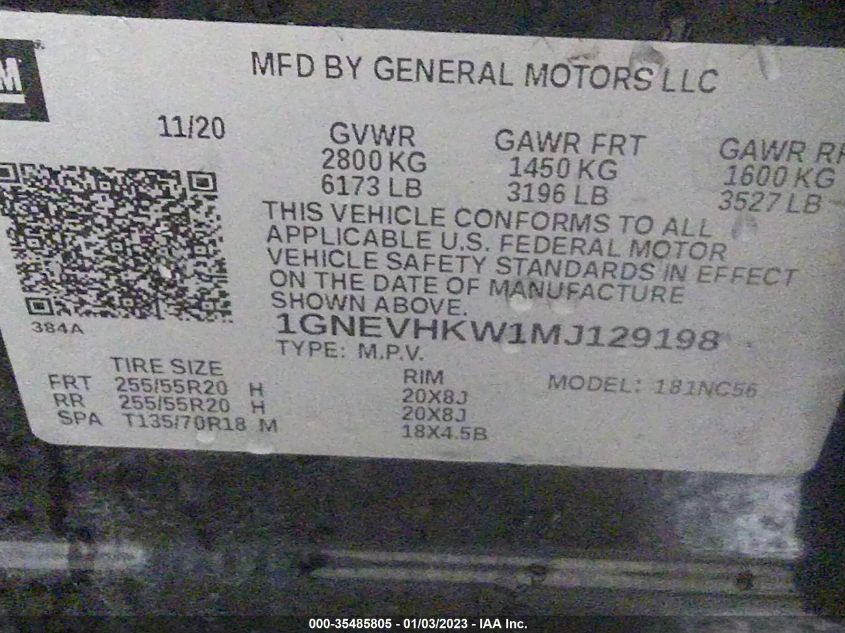 GM
MFD BY GENERAL MOTORS LLC
11/20
GVWR GAWR FRT GAWR RR
2800 KG 1450 KG 1600 KG
6173 LB 3196 LB 3527 LB
THIS VEHICLE CONFORMS TO ALL
APPLICABLE U.S. FEDERAL MOTOR
VEHICLE SAFETY STANDARDS IN EFFECT
ON THE DATE OF MANUFACTURE
SHOWN ABOVE.
384A
1GNEVHKW1MJ129198
TYPE: M.P.V.
TIRE SIZE RIM MODEL: 181NC56
FRT 255/55R20 H 20X8J
RR 255/55R20 H 20X8J
SPA T135/70R18 M 18X4.5B
000-35485805 - 01/03/2023 - IAA Inc.